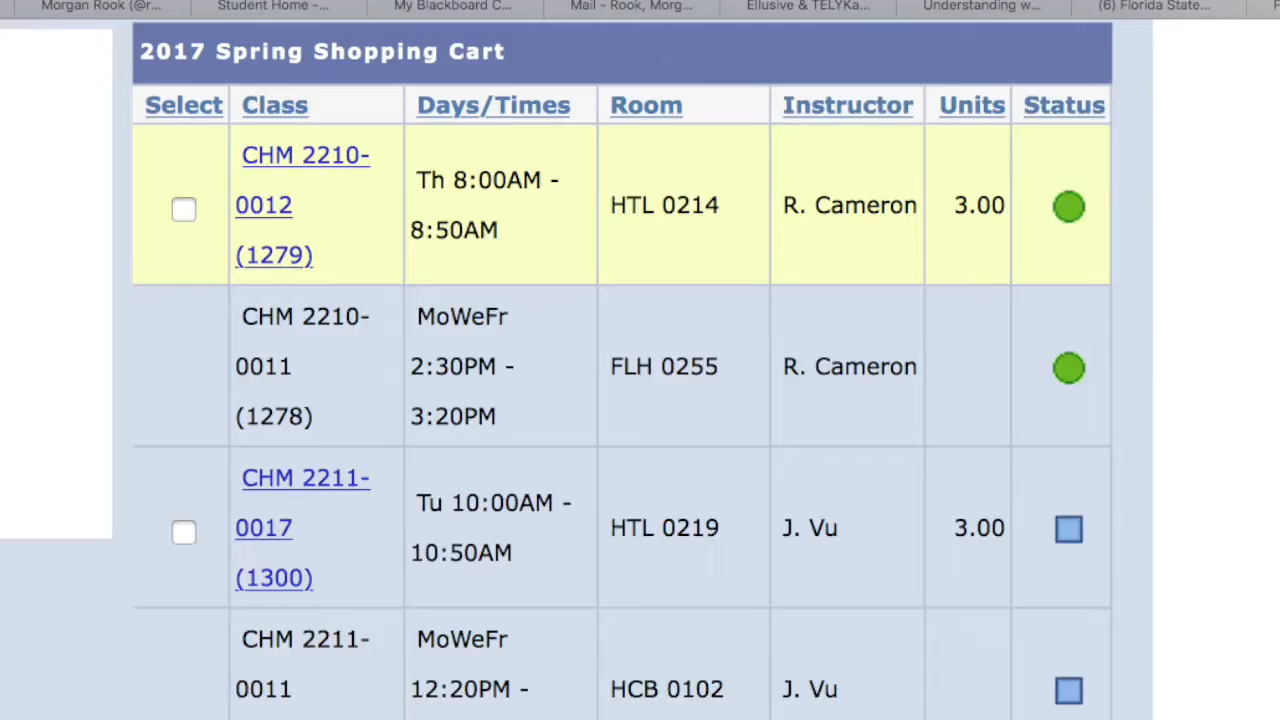 Morgan Rook (@r...
Student Home -...
My Blackboard C...
Mail - Rook, Morg...
Ellusive & TELYKa...
Understanding w...
(6) Florida State...
2017 Spring Shopping Cart
Select Class Days/Times Room Instructor Units Status
CHM 2210-
0012
(1279)
Th 8:00AM -
8:50AM
HTL 0214
R. Cameron
3.00
CHM 2210-
0011
(1278)
MoWeFr
2:30PM -
3:20PM
FLH 0255
R. Cameron
CHM 2211-
0017
(1300)
Tu 10:00AM -
10:50AM
HTL 0219
J. Vu
3.00
CHM 2211-
0011
MoWeFr
12:20PM -
HCB 0102
J. Vu